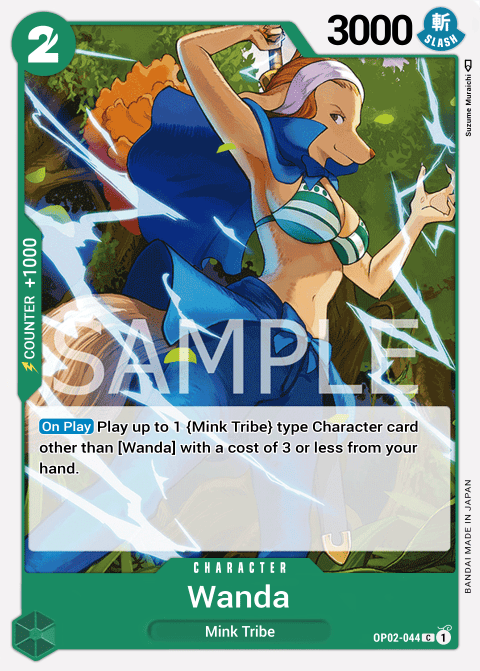 2
3000
斬
SLASH
Suzume Muraichi
COUNTER +1000
SAMPLE
On Play Play up to 1 {Mink Tribe} type Character card
other than [Wanda] with a cost of 3 or less from your
hand.
BANDAI MADE IN JAPAN
CHARACTER
Wanda
Mink Tribe
OP02-044 C 1